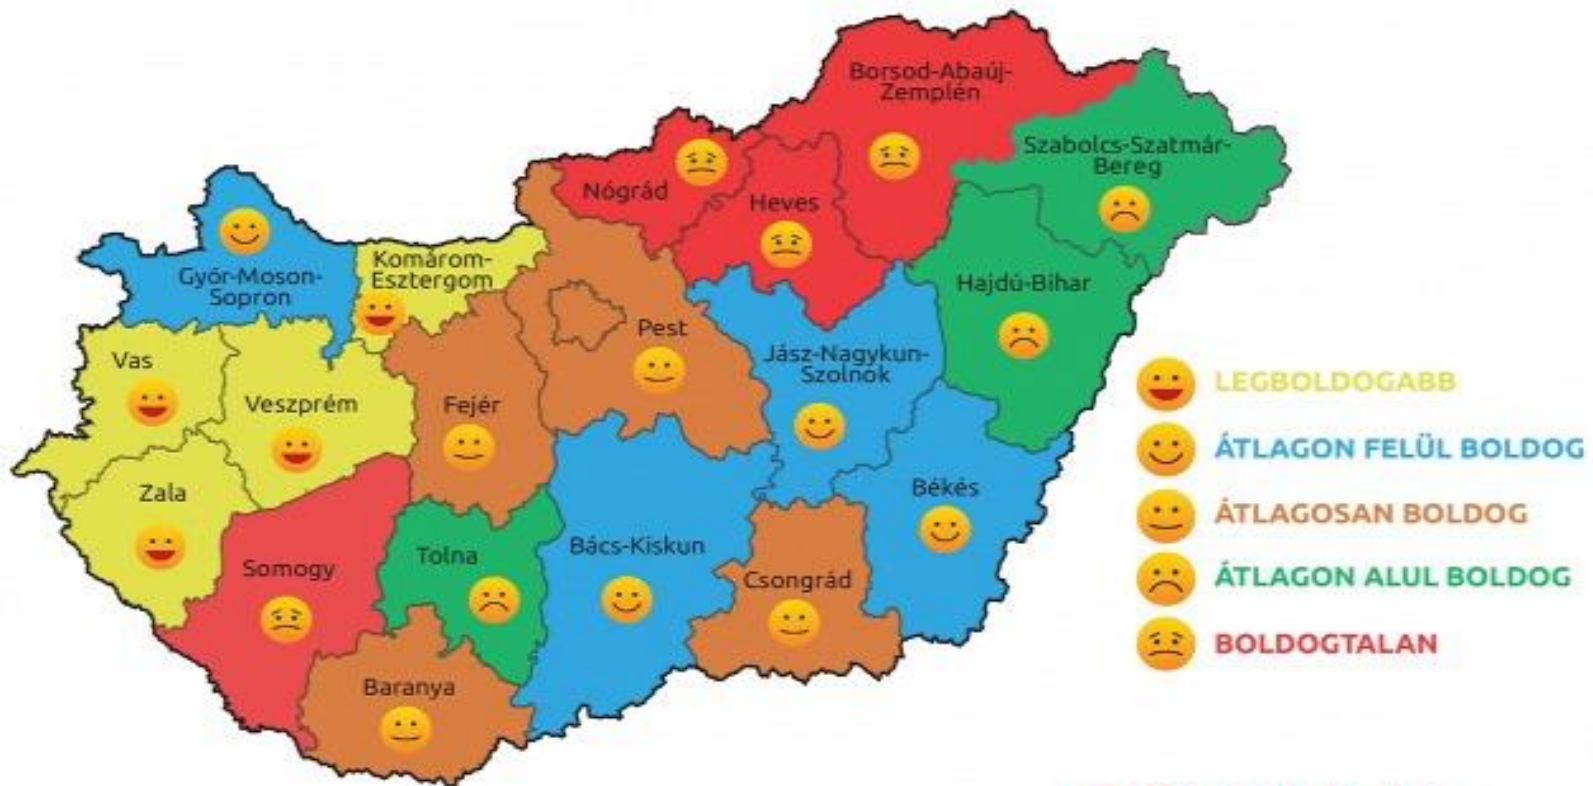 Borsod-Abaúj-
Zemplén
Szabolcs-Szatmár-
Bereg
Nógrád
Heves
Győr-Moson-
Sopron
Komárom-
Esztergom
Hajdú-Bihar
Pest
Vas
Jász-Nagykun-
Szolnok
Veszprém
Fejér
Zala
Békés
Somogy
Tolna
Bács-Kiskun
Csongrád
Baranya
LEGBOLDOGABB
ÁTLAGON FELÜL BOLDOG
ÁTLAGOSAN BOLDOG
ÁTLAGON ALUL BOLDOG
BOLDOGTALAN